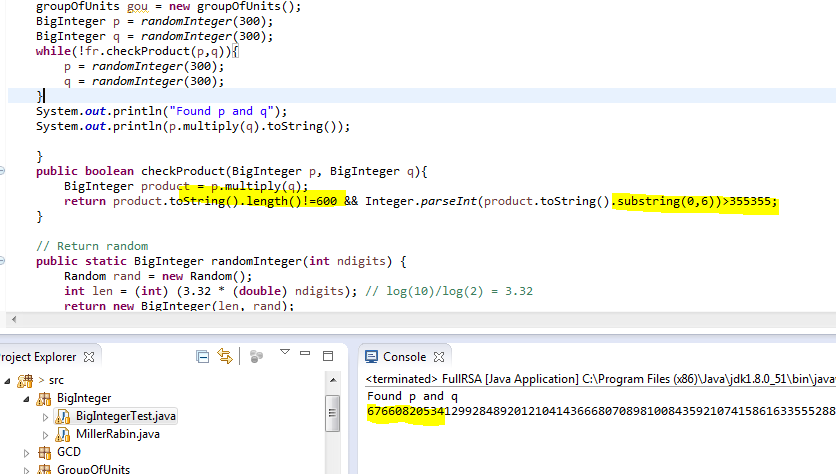 groupOfUnits gou = new groupOfUnits();
BigInteger p = randomInteger(300);
BigInteger q = randomInteger(300);
while(!fr.checkProduct(p,q)){
p = randomInteger(300);
q = randomInteger(300);
}
System.out.println("Found p and q");
System.out.println(p.multiply(q).toString());
}
public boolean checkProduct(BigInteger p, BigInteger q){
BigInteger product = p.multiply(q);
return product.toString().length()!=600 && Integer.parseInt(product.toString().substring(0,6))>355355;
}
// Return random
public static BigInteger randomInteger(int ndigits) {
Random rand = new Random();
int len = (int) (3.32 * (double) ndigits); // log(10)/log(2) = 3.32
return new BigInteger(len, rand);
roject Explorer
> src
BigInteger
BigIntegerTest.java
MillerRabin.java
GCD
GroupOfUnits
Console
<terminated> FullRSA [Java Application] C:\Program Files (x86)\Java\jdk1.8.0_51\bin\java
Found p and q
6766082053412992848920121041436668070898100843592107415861633555288